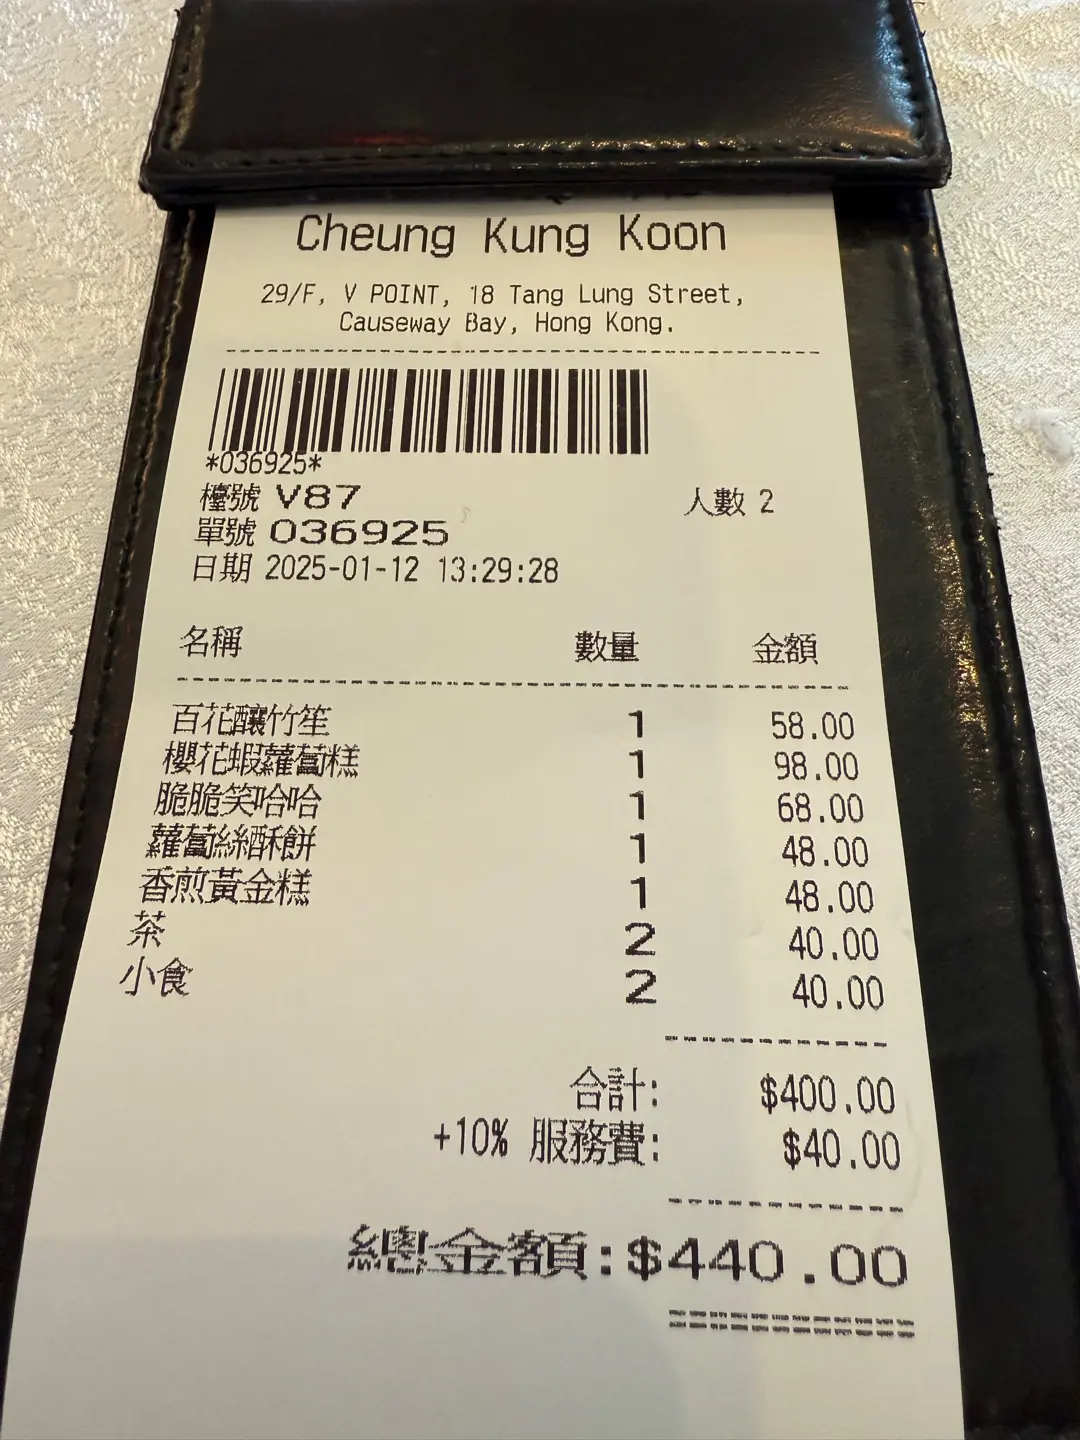 Cheung Kung Koon
29/F, V POINT, 18 Tang Lung Street,
Causeway Bay, Hong Kong.
*036925*
檯號 V87 人數 2
單號 036925
日期 2025-01-12 13:29:28
名稱 數量 金額
百花釀竹笙 1 58.00
櫻花蝦蘿蔔糕 1 98.00
脆脆笑哈哈 1 68.00
蘿蔔絲酥餅 1 48.00
香煎黃金糕 1 48.00
茶 2 40.00
小食 2 40.00
合計: $400.00
+10% 服務費: $40.00
總金額:$440.00